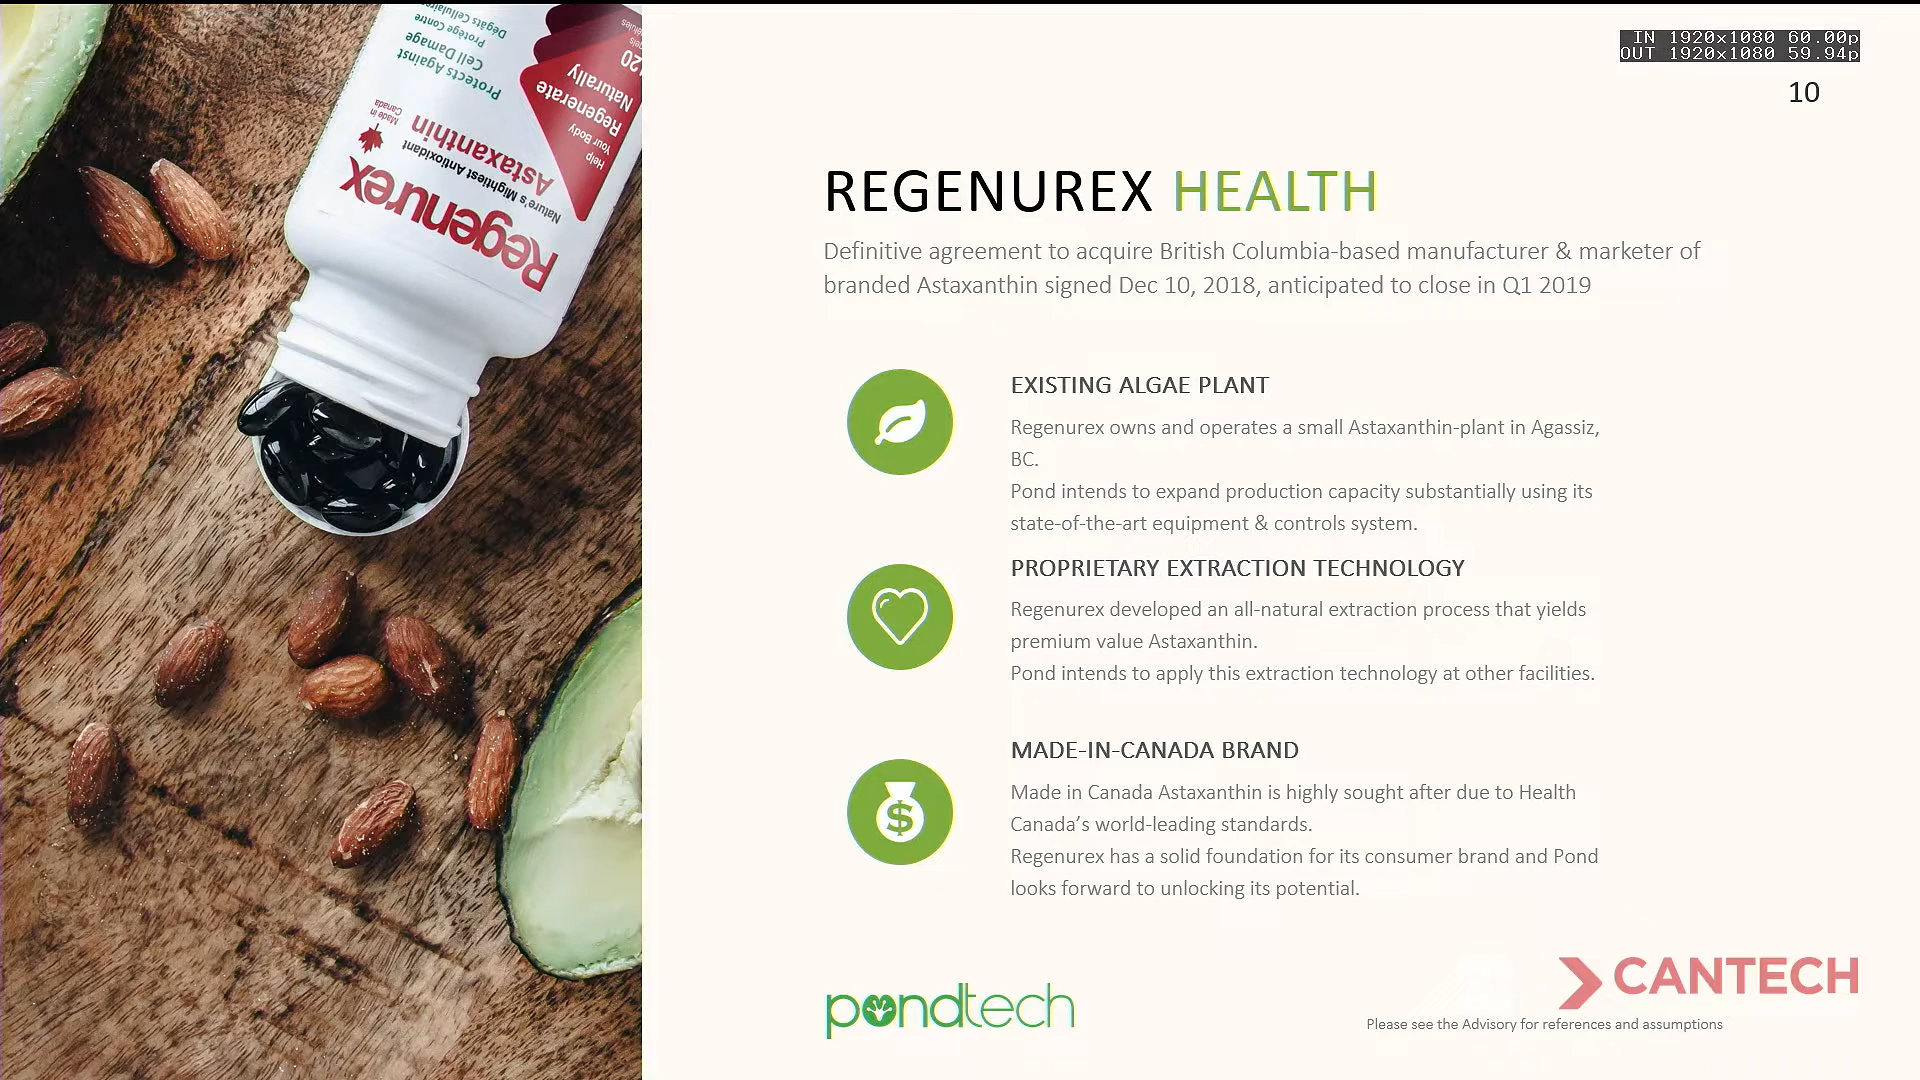 IN 1920x1080 60.00p
OUT 1920x1080 59.94p
10
Dégâts Cellulaires
Protège Contre
Cell Damage
Protects Against
120
Naturally
Regenerate
Your Body
Help
Made in
Canada
Astaxanthin
Nature's Mightiest Antioxidant
Regenurex
REGENUREX HEALTH
Definitive agreement to acquire British Columbia-based manufacturer & marketer of
branded Astaxanthin signed Dec 10, 2018, anticipated to close in Q1 2019
EXISTING ALGAE PLANT
Regenurex owns and operates a small Astaxanthin-plant in Agassiz,
BC.
Pond intends to expand production capacity substantially using its
state-of-the-art equipment & controls system.
PROPRIETARY EXTRACTION TECHNOLOGY
Regenurex developed an all-natural extraction process that yields
premium value Astaxanthin.
Pond intends to apply this extraction technology at other facilities.
MADE-IN-CANADA BRAND
Made in Canada Astaxanthin is highly sought after due to Health
Canada’s world-leading standards.
Regenurex has a solid foundation for its consumer brand and Pond
looks forward to unlocking its potential.
pondtech
CANTECH
Please see the Advisory for references and assumptions